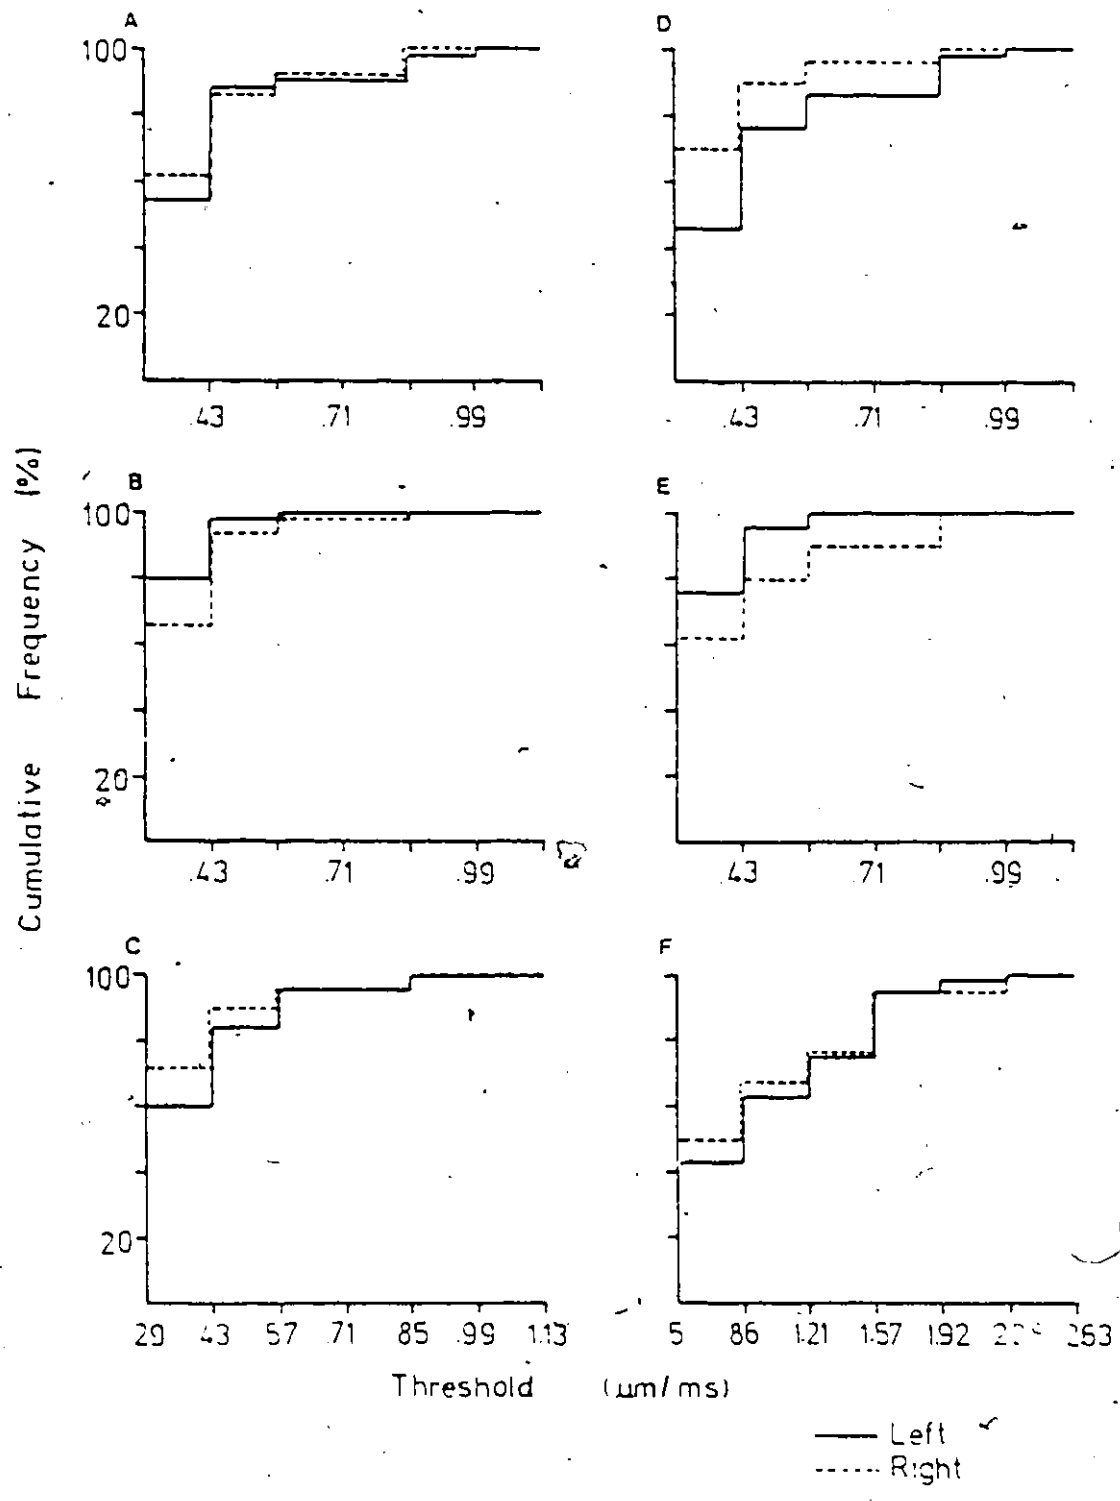 A
D
100
20
.43 .71 .99
.43 .71 .99
B
E
100
20
.43 .71 .99
.43 .71 .99
C
F
100
20
29 43 57 .71 85 .99 1.13
5 86 1.21 1.57 1.92
Cumulative Frequency (%)
Threshold (µm/ms)
Left
Right